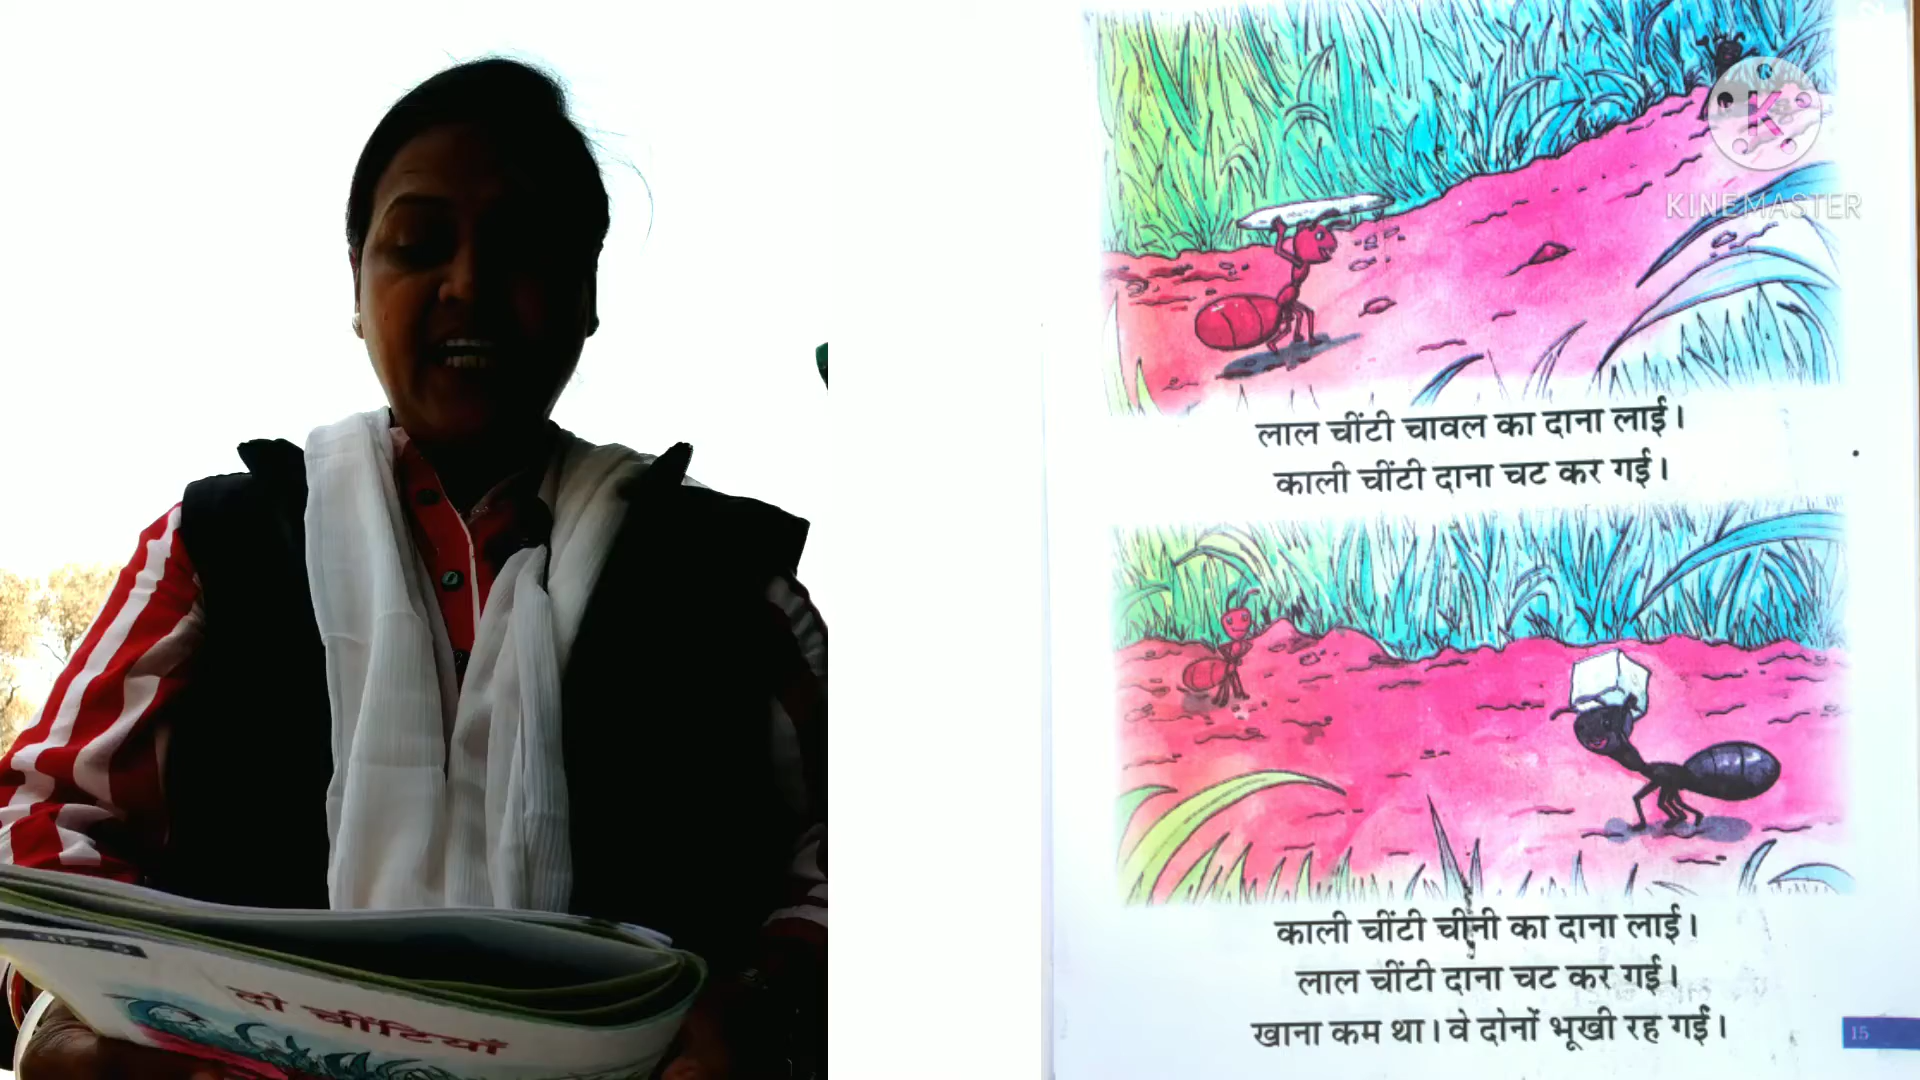 KINEMASTER
लाल चींटी चावल का दाना लाई।
काली चींटी दाना चट कर गई।
काली चींटी चीनी का दाना लाई।
लाल चींटी दाना चट कर गई।
खाना कम था। वे दोनों भूखी रह गईं।
15
दो चींटियाँ